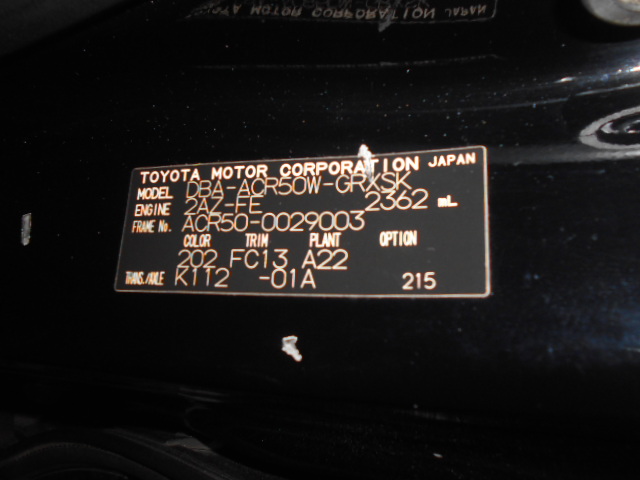 TOYOTA MOTOR CORPORATION JAPAN
MODEL DBA-ACR50W-GRXSK
ENGINE 2AZ-FE 2362 mL
FRAME No. ACR50-0029003
COLOR TRIM PLANT OPTION
202 FC13 A22
TRANS./AXLE K112 -01A 215